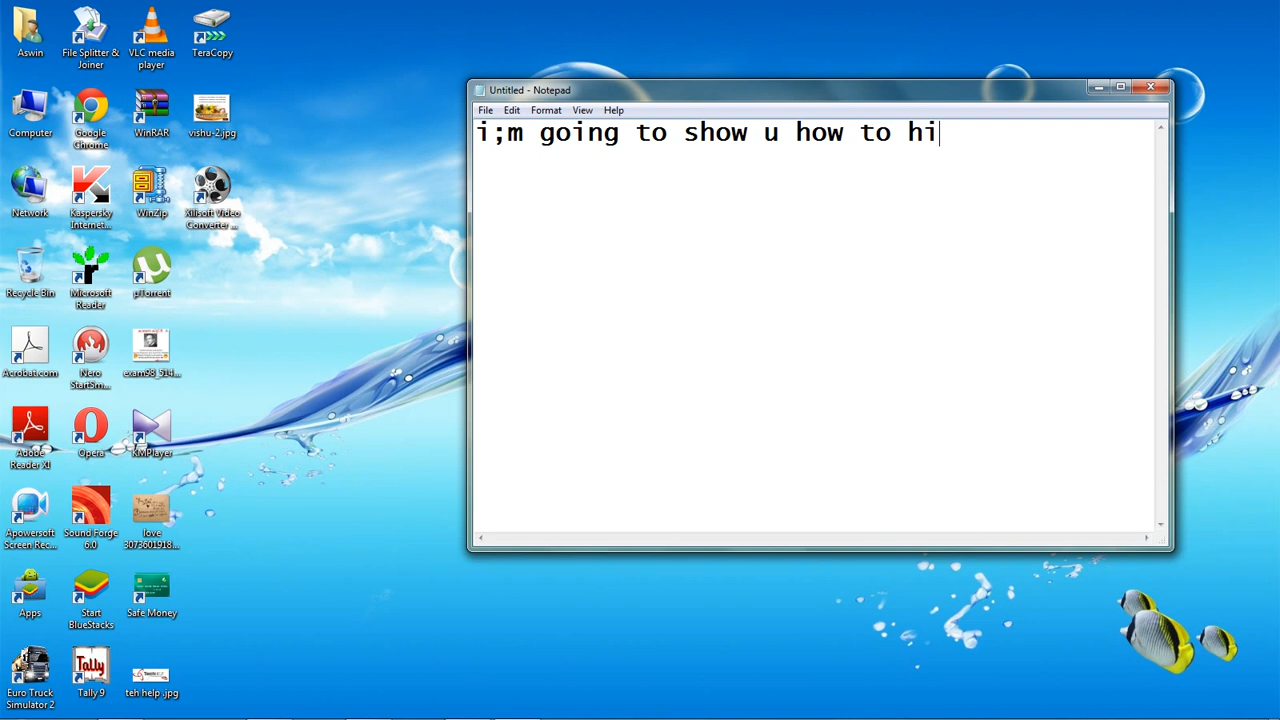 Aswin
File Splitter & Joiner
VLC media player
TeraCopy
Computer
Google Chrome
WinRAR
vishu-2.jpg
Network
Kaspersky Internet...
WinZip
Xilisoft Video Converter ...
Recycle Bin
Microsoft Reader
µTorrent
Acrobat.com
Nero StartSm...
exam98_514...
Adobe Reader XI
Opera
KMPlayer
Apowersoft Screen Rec...
Sound Forge 6.0
love 3073601918...
Apps
Start BlueStacks
Safe Money
Euro Truck Simulator 2
Tally
Tally 9
teh help .jpg
Untitled - Notepad
File Edit Format View Help
i;m going to show u how to hi